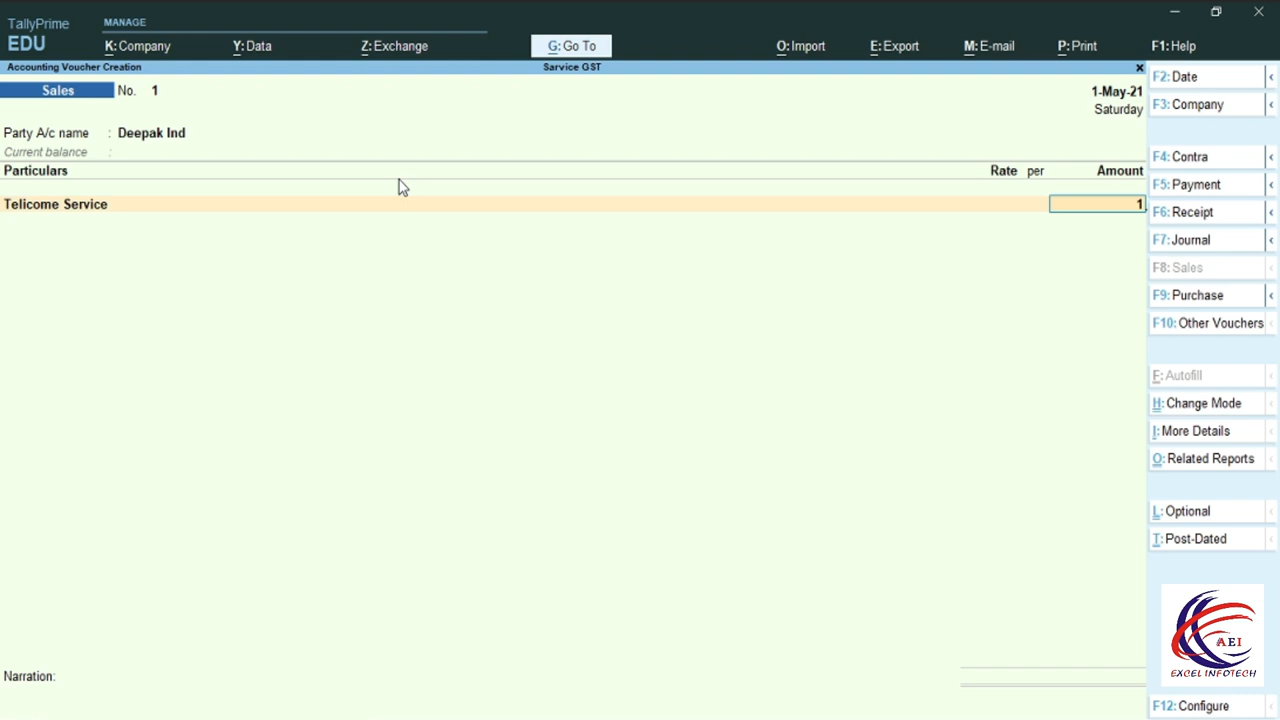 TallyPrime
EDU
MANAGE
K: Company
Y: Data
Z: Exchange
G: Go To
O: Import
E: Export
M: E-mail
P: Print
F1: Help
Accounting Voucher Creation
Sarvice GST
x
Sales No. 1
1-May-21
Saturday
Party A/c name : Deepak Ind
Current balance :
Particulars Rate per Amount
Telicome Service 1
Narration:
F2: Date
F3: Company
F4: Contra
F5: Payment
F6: Receipt
F7: Journal
F8: Sales
F9: Purchase
F10: Other Vouchers
F: Autofill
H: Change Mode
I: More Details
O: Related Reports
L: Optional
T: Post-Dated
AEI
EXCEL INFOTECH
F12: Configure